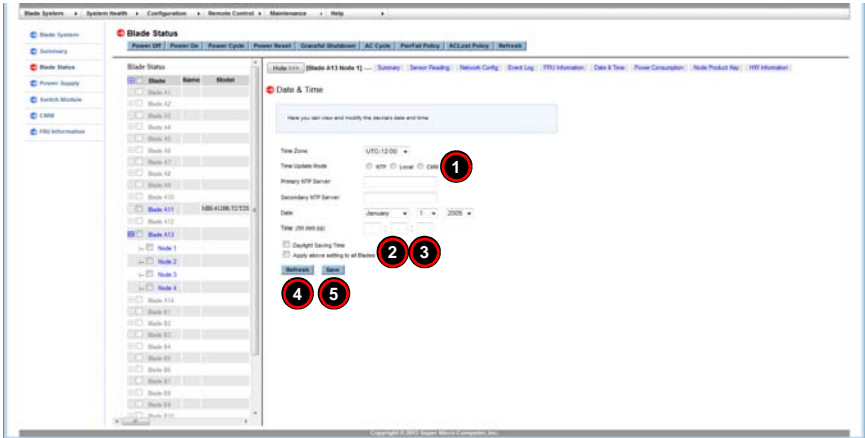 Blade System System Health Configuration Remote Control Maintenance Help
Blade System
Summary
Blade Status
Power Supply
Switch Module
CMM
FRU Information
Blade Status
Power Off Power On Power Cycle Power Reset Graceful Shutdown AC Cycle PwrFail Policy ACLost Policy Refresh
Blade Status
Blade Name Model
Blade A1
Blade A2
Blade A3
Blade A4
Blade A5
Blade A6
Blade A7
Blade A8
Blade A9
Blade A10
Blade A11
Blade A12
Blade A13
Node 1
Node 2
Node 3
Node 4
Blade A14
Blade B1
Blade B2
Blade B3
Blade B4
Blade B5
Blade B6
Blade B7
Blade B8
Blade B9
Blade B10
Hide >>> [Blade A13 Node 1] ---- Summary Sensor Reading Network Config Event Log FRU Information Date & Time Power Consumption Node Product Key HW Information
Date & Time
Here you can view and modify the device's date and time.
Time Zone: UTC-12:00
Time Update Mode NTP Local CMM 1
Primary NTP Server:
Secondary NTP Server:
Date: January 1 2005
Time: (hh:mm:ss) : :
Daylight Saving Time
Apply above setting to all Blades
2 3
Refresh Save
4 5
Copyright © 2012 Super Micro Computer, Inc.